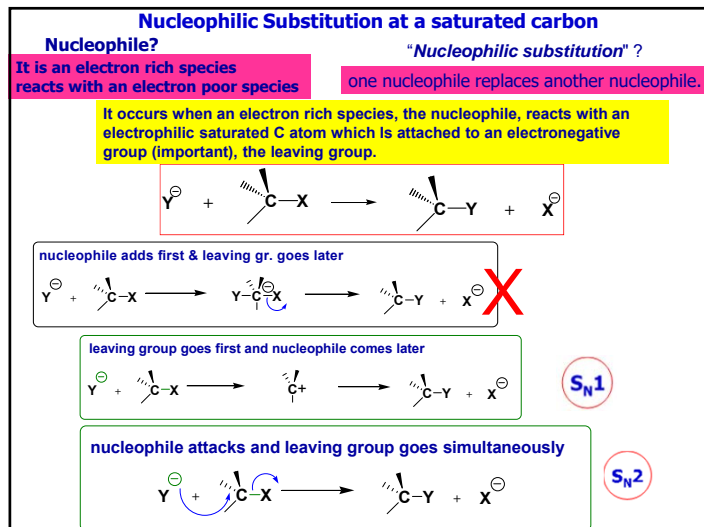 Nucleophilic Substitution at a saturated carbon
Nucleophile?
"Nucleophilic substitution" ?
It is an electron rich species
reacts with an electron poor species
one nucleophile replaces another nucleophile.
It occurs when an electron rich species, the nucleophile, reacts with an
electrophilic saturated C atom which Is attached to an electronegative
group (important), the leaving group.
Y⊖ + C–X → C–Y + X⊖
nucleophile adds first & leaving gr. goes later
Y⊖ + C–X → Y–C⊖–X → C–Y + X⊖
X
leaving group goes first and nucleophile comes later
Y⊖ + C–X → C+ → C–Y + X⊖
SN1
nucleophile attacks and leaving group goes simultaneously
Y⊖ + C–X → C–Y + X⊖
SN2